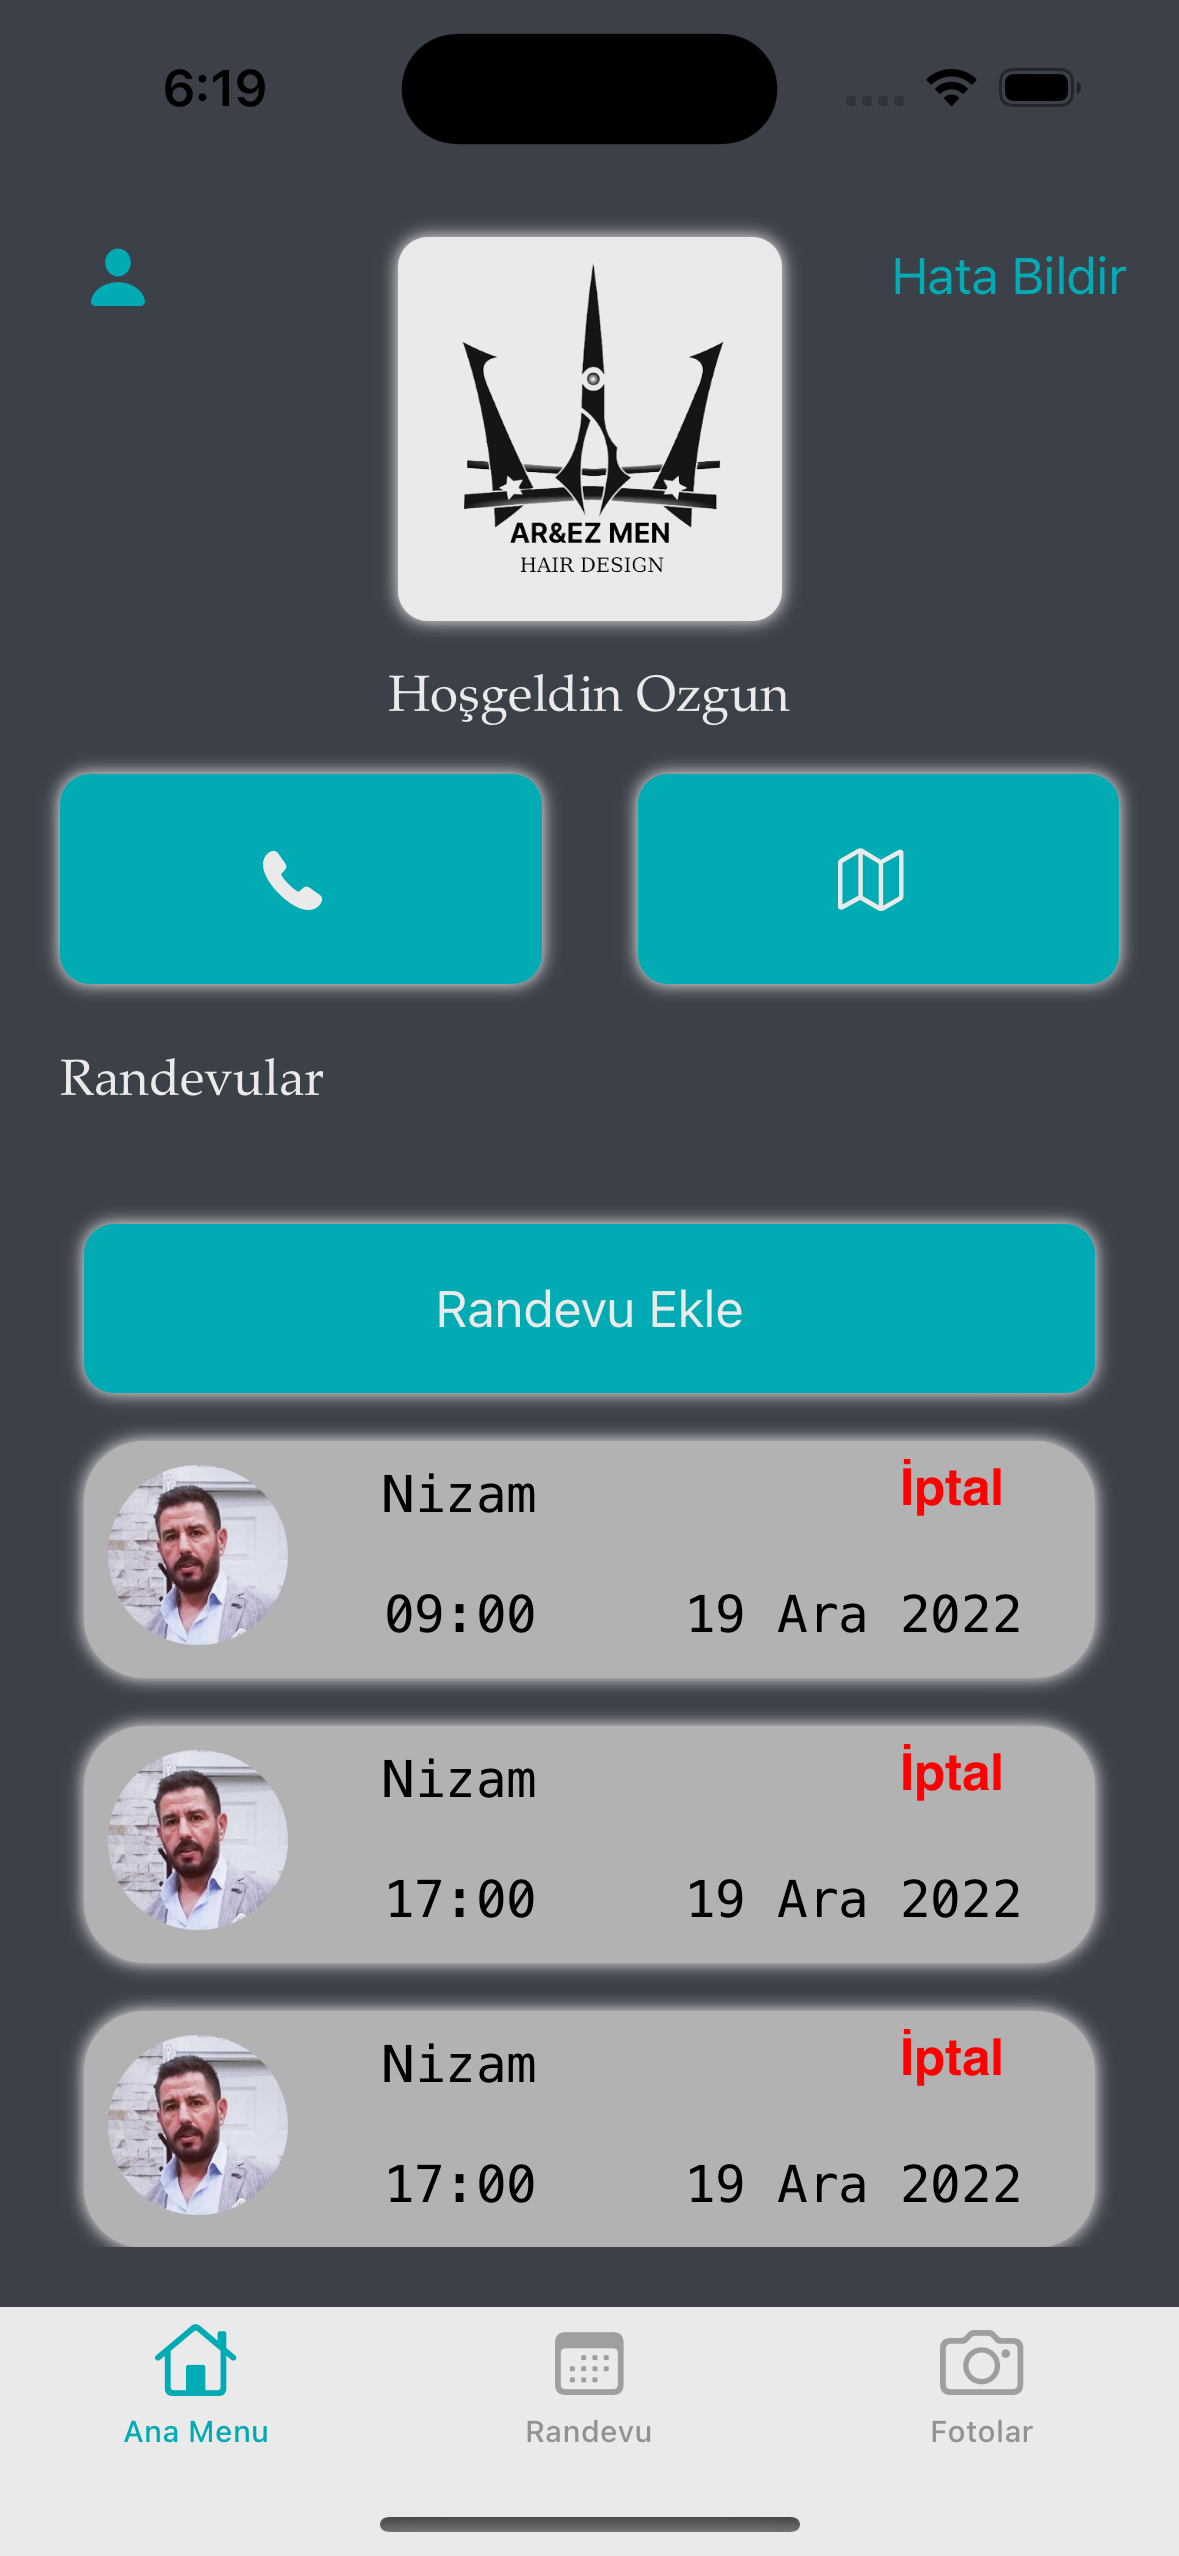 6:19
Hata Bildir
AR&EZ MEN
HAIR DESIGN
Hoşgeldin Ozgun
Randevular
Randevu Ekle
Nizam İptal
09:00 19 Ara 2022
Nizam İptal
17:00 19 Ara 2022
Nizam İptal
17:00 19 Ara 2022
Ana Menu Randevu Fotolar